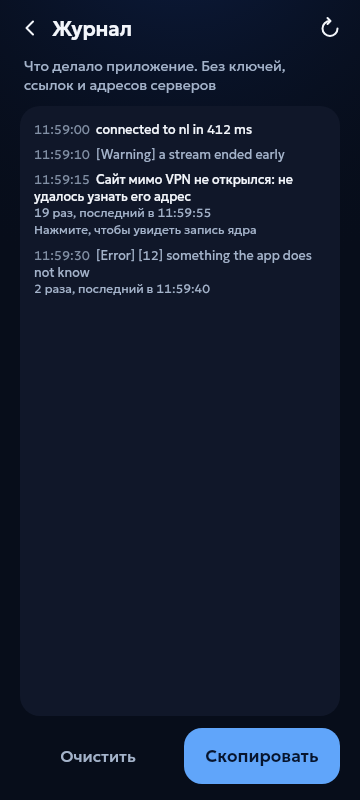 Журнал
Что делало приложение. Без ключей,
ссылок и адресов серверов
11:59:00 connected to nl in 412 ms
11:59:10 [Warning] a stream ended early
11:59:15 Сайт мимо VPN не открылся: не
удалось узнать его адрес
19 раз, последний в 11:59:55
Нажмите, чтобы увидеть запись ядра
11:59:30 [Error] [12] something the app does
not know
2 раза, последний в 11:59:40
Очистить
Скопировать